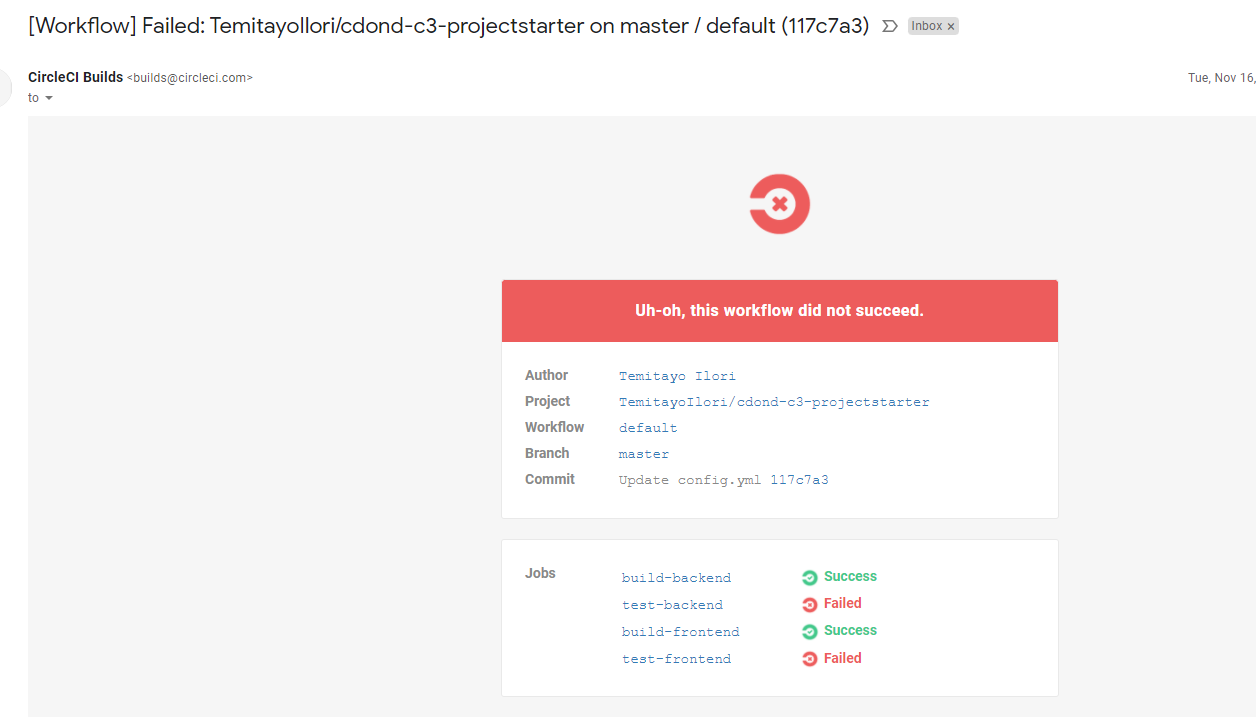 [Workflow] Failed: TemitayoIlori/cdond-c3-projectstarter on master / default (117c7a3) Inbox ×
CircleCI Builds <builds@circleci.com> Tue, Nov 16,
to
Uh-oh, this workflow did not succeed.
Author Temitayo Ilori
Project TemitayoIlori/cdond-c3-projectstarter
Workflow default
Branch master
Commit Update config.yml 117c7a3
Jobs build-backend Success
test-backend Failed
build-frontend Success
test-frontend Failed